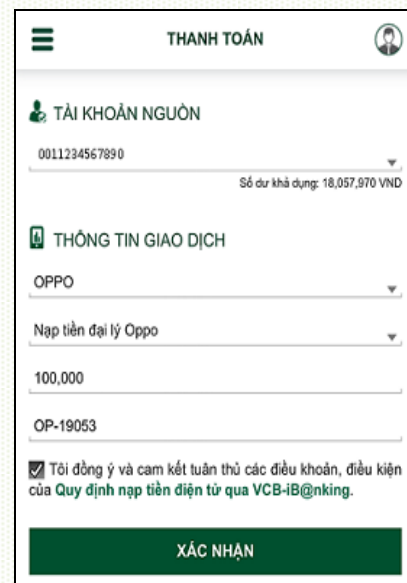 THANH TOÁN
TÀI KHOẢN NGUỒN
0011234567890
Số dư khả dụng: 18,057,970 VND
THÔNG TIN GIAO DỊCH
OPPO
Nạp tiền đại lý Oppo
100,000
OP-19053
Tôi đồng ý và cam kết tuân thủ các điều khoản, điều kiện
của Quy định nạp tiền điện tử qua VCB-iB@nking.
XÁC NHẬN